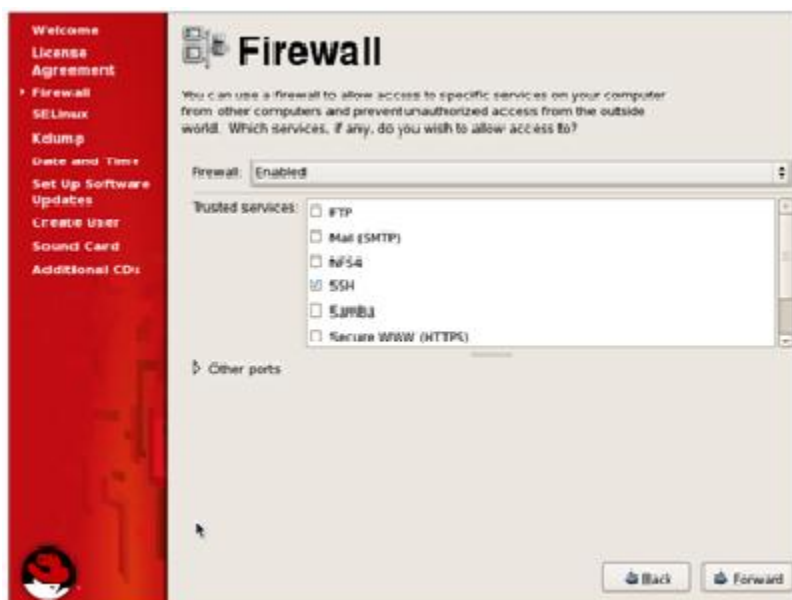 Welcome
License
Agreement
Firewall
SELinux
Kdump
Date and Time
Set Up Software
Updates
Create User
Sound Card
Additional CDs
Firewall
You can use a firewall to allow access to specific services on your computer
from other computers and prevent unauthorized access from the outside
world. Which services, if any, do you wish to allow access to?
Firewall: Enabled
Trusted services:
FTP
Mail (SMTP)
NFS4
SSH
Samba
Secure WWW (HTTPS)
Other ports
Back
Forward